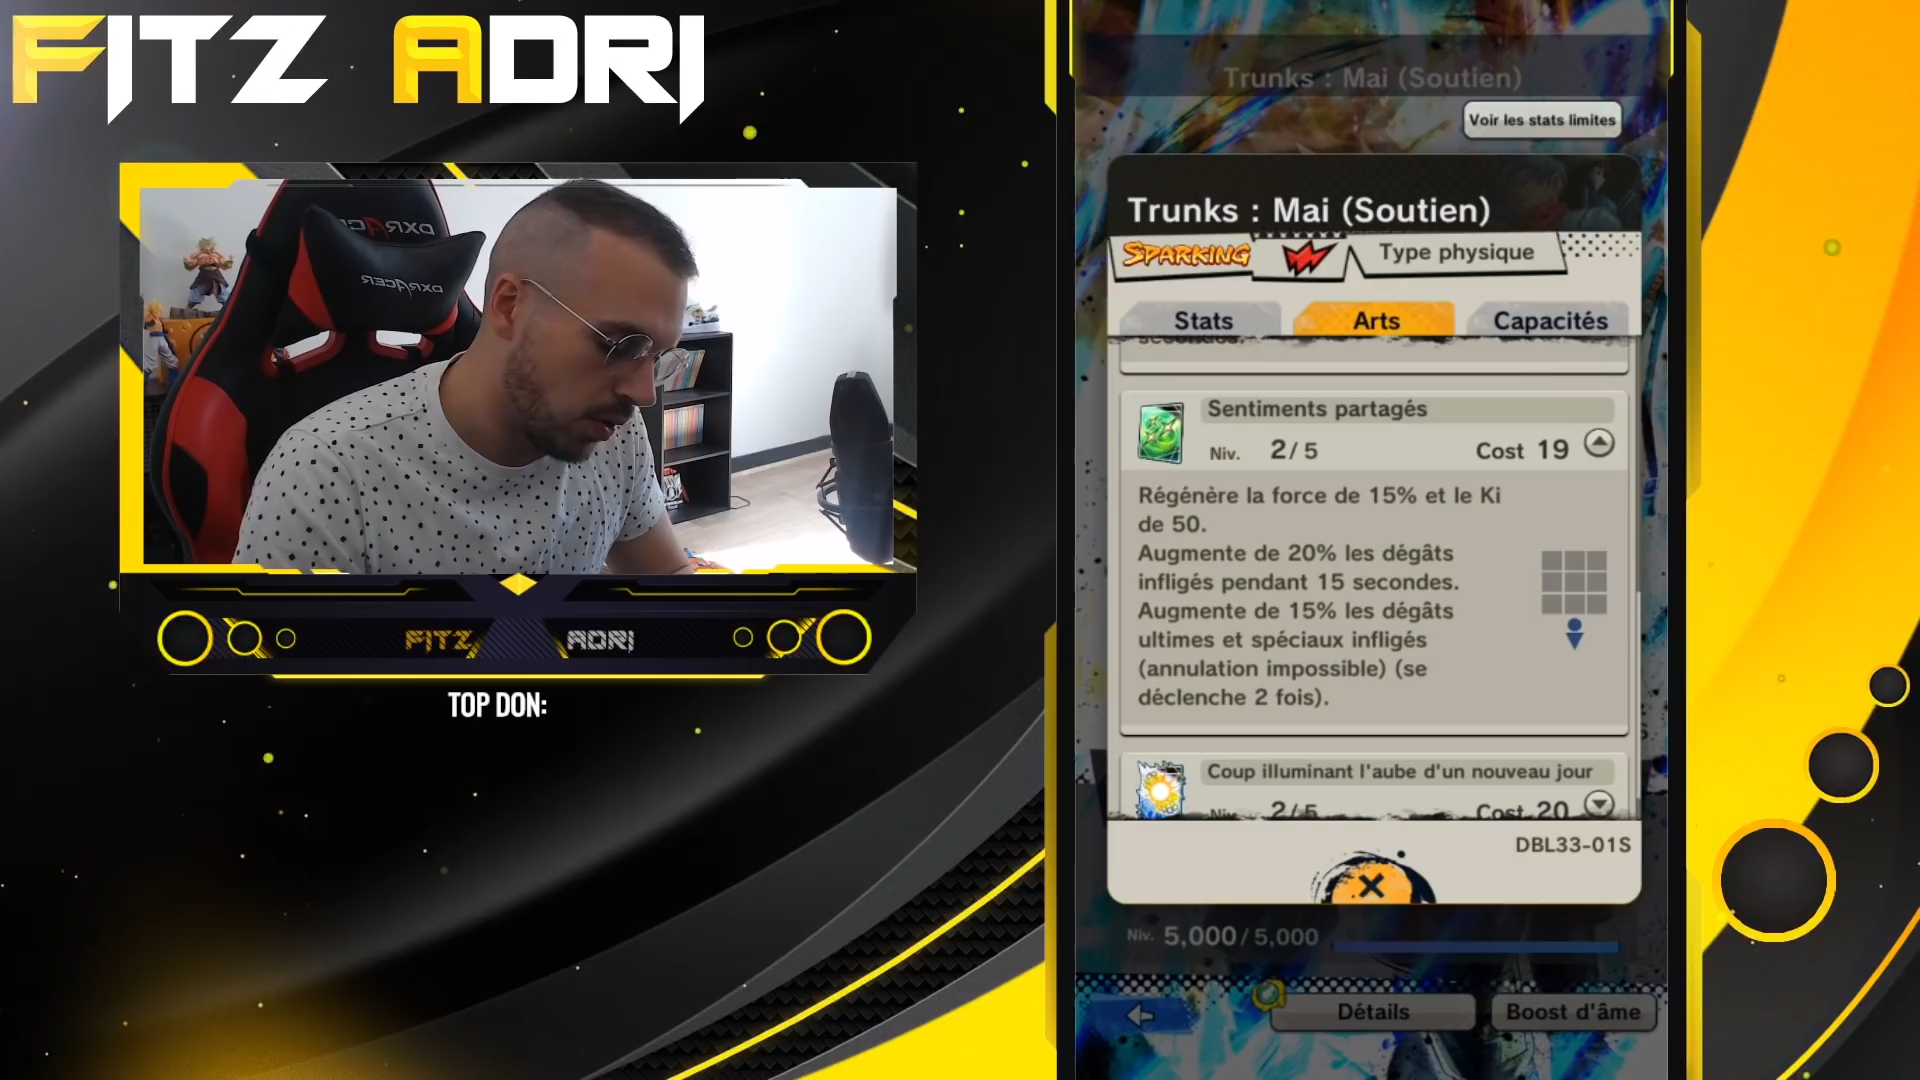 FITZ ADRI
DXRACER
DXRACER
FITZ ADRI
TOP DON:
Trunks : Mai (Soutien)
Voir les stats limites
Trunks : Mai (Soutien)
SPARKING
Type physique
Stats
Arts
Capacités
secondes.
Sentiments partagés
Niv. 2/5
Cost 19
Régénère la force de 15% et le Ki
de 50.
Augmente de 20% les dégâts
infligés pendant 15 secondes.
Augmente de 15% les dégâts
ultimes et spéciaux infligés
(annulation impossible) (se
déclenche 2 fois).
Coup illuminant l'aube d'un nouveau jour
Niv. 2/5
Cost 20
DBL33-01S
Niv. 5,000/5,000
Détails
Boost d'âme